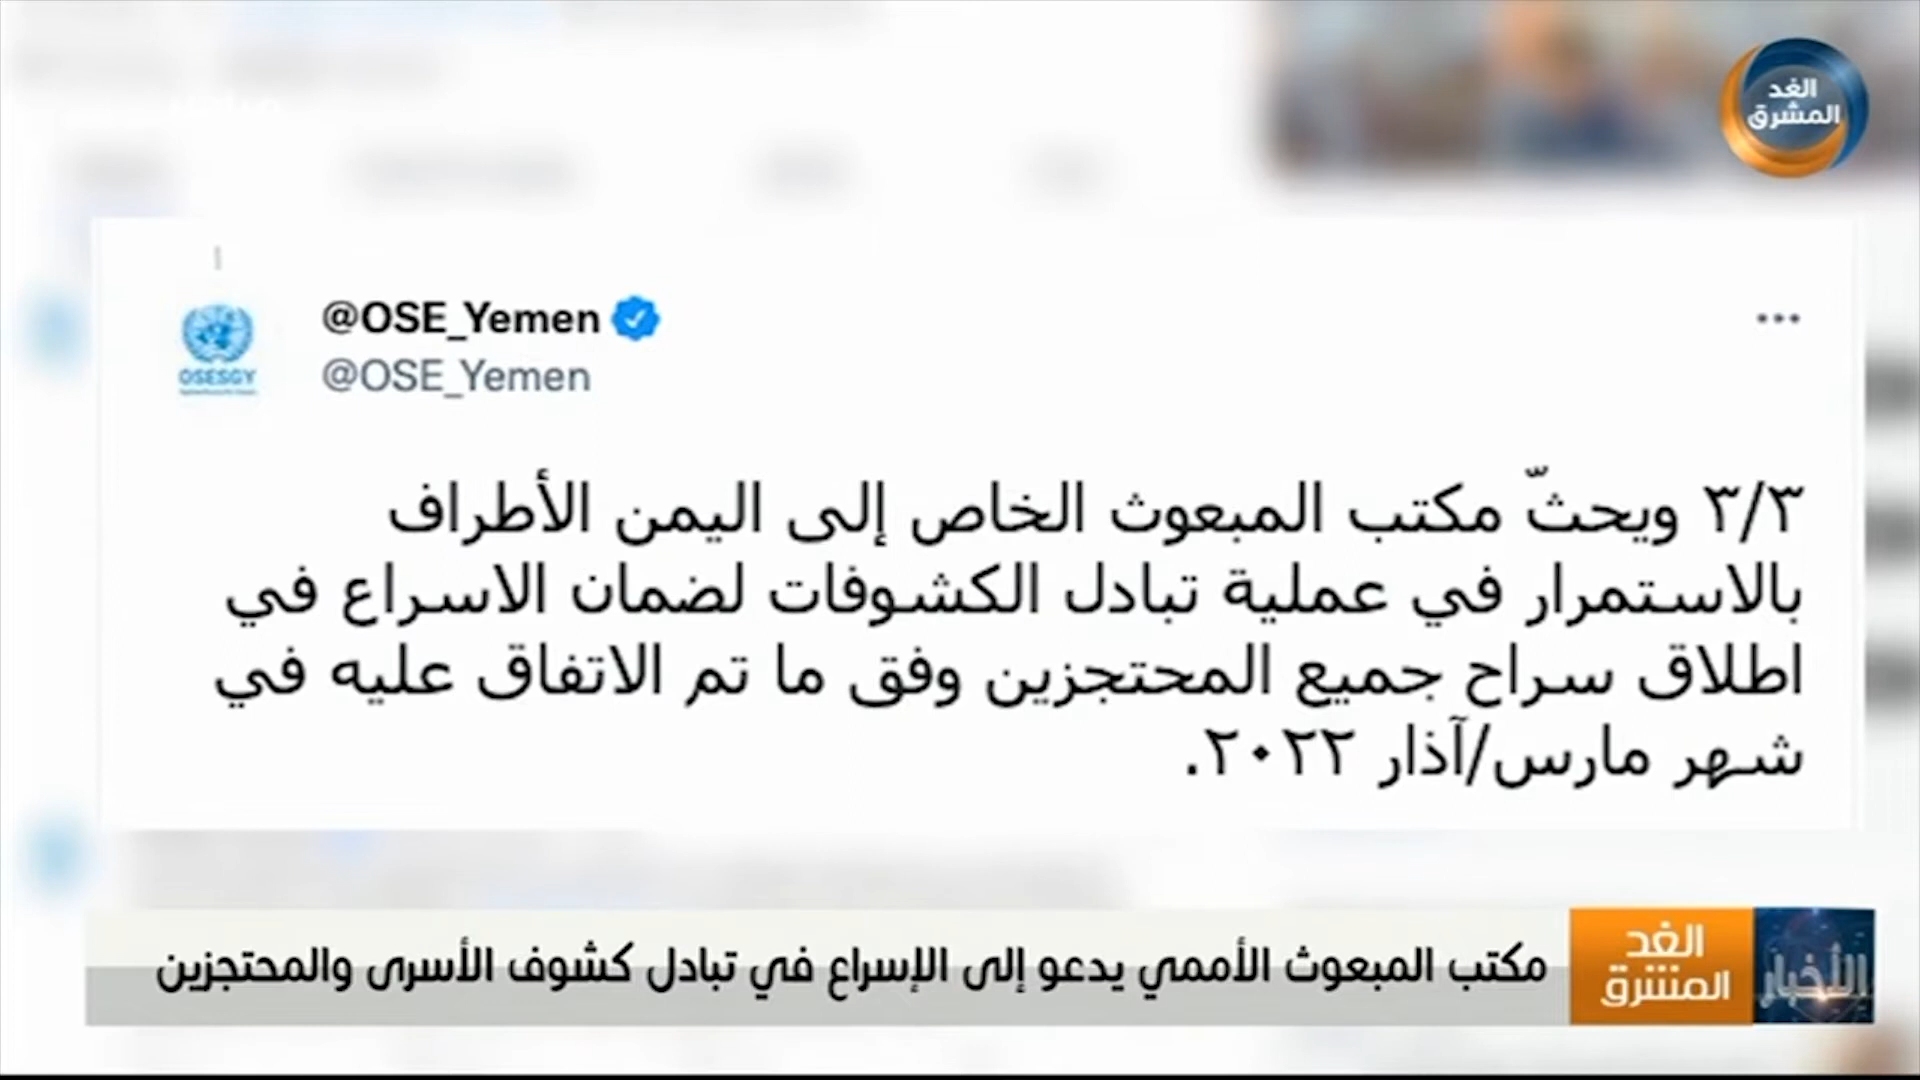 الغد
المشرق
@OSE_Yemen
@OSE_Yemen
OSESGY
٣/٣ ويحثّ مكتب المبعوث الخاص إلى اليمن الأطراف
بالاستمرار في عملية تبادل الكشوفات لضمان الاسراع في
اطلاق سراح جميع المحتجزين وفق ما تم الاتفاق عليه في
شهر مارس/آذار ٢٠٢٢.
الأخبار
الغد
المشرق
مكتب المبعوث الأممي يدعو إلى الإسراع في تبادل كشوف الأسرى والمحتجزين